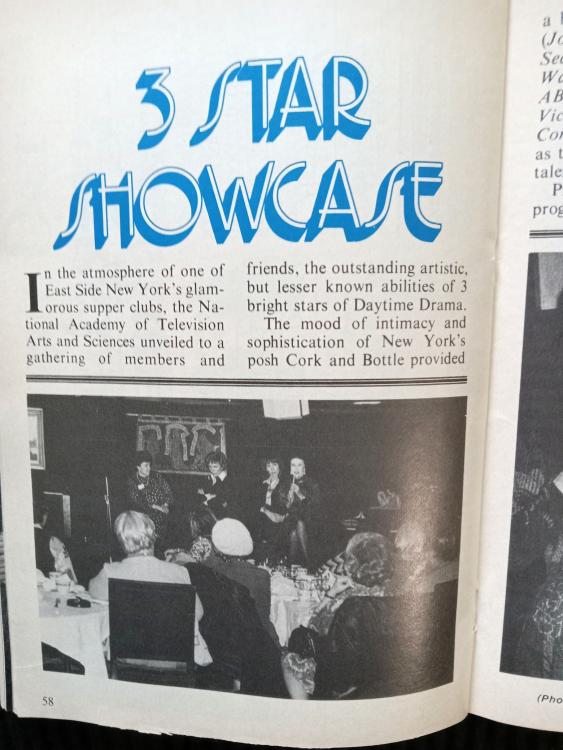 3 STAR
SHOWCASE
In the atmosphere of one of
East Side New York's glam-
orous supper clubs, the Na-
tional Academy of Television
Arts and Sciences unveiled to a
gathering of members and
friends, the outstanding artistic,
but lesser known abilities of 3
bright stars of Daytime Drama.
The mood of intimacy and
sophistication of New York's
posh Cork and Bottle provided
58
a
as t
(Pho